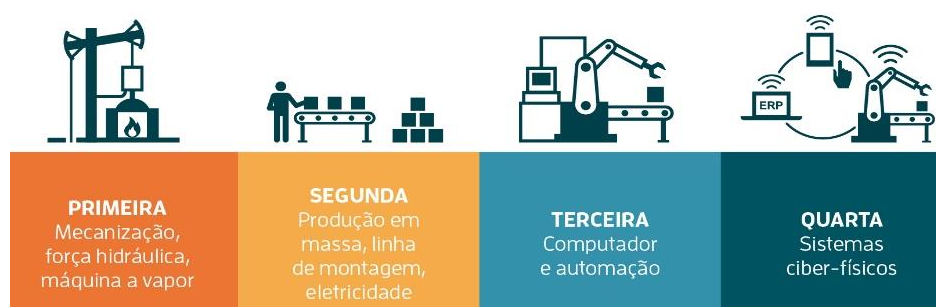 ERP
PRIMEIRA
Mecanização,
força hidráulica,
máquina a vapor
SEGUNDA
Produção em
massa, linha
de montagem,
eletricidade
TERCEIRA
Computador
e automação
QUARTA
Sistemas
ciber-físicos